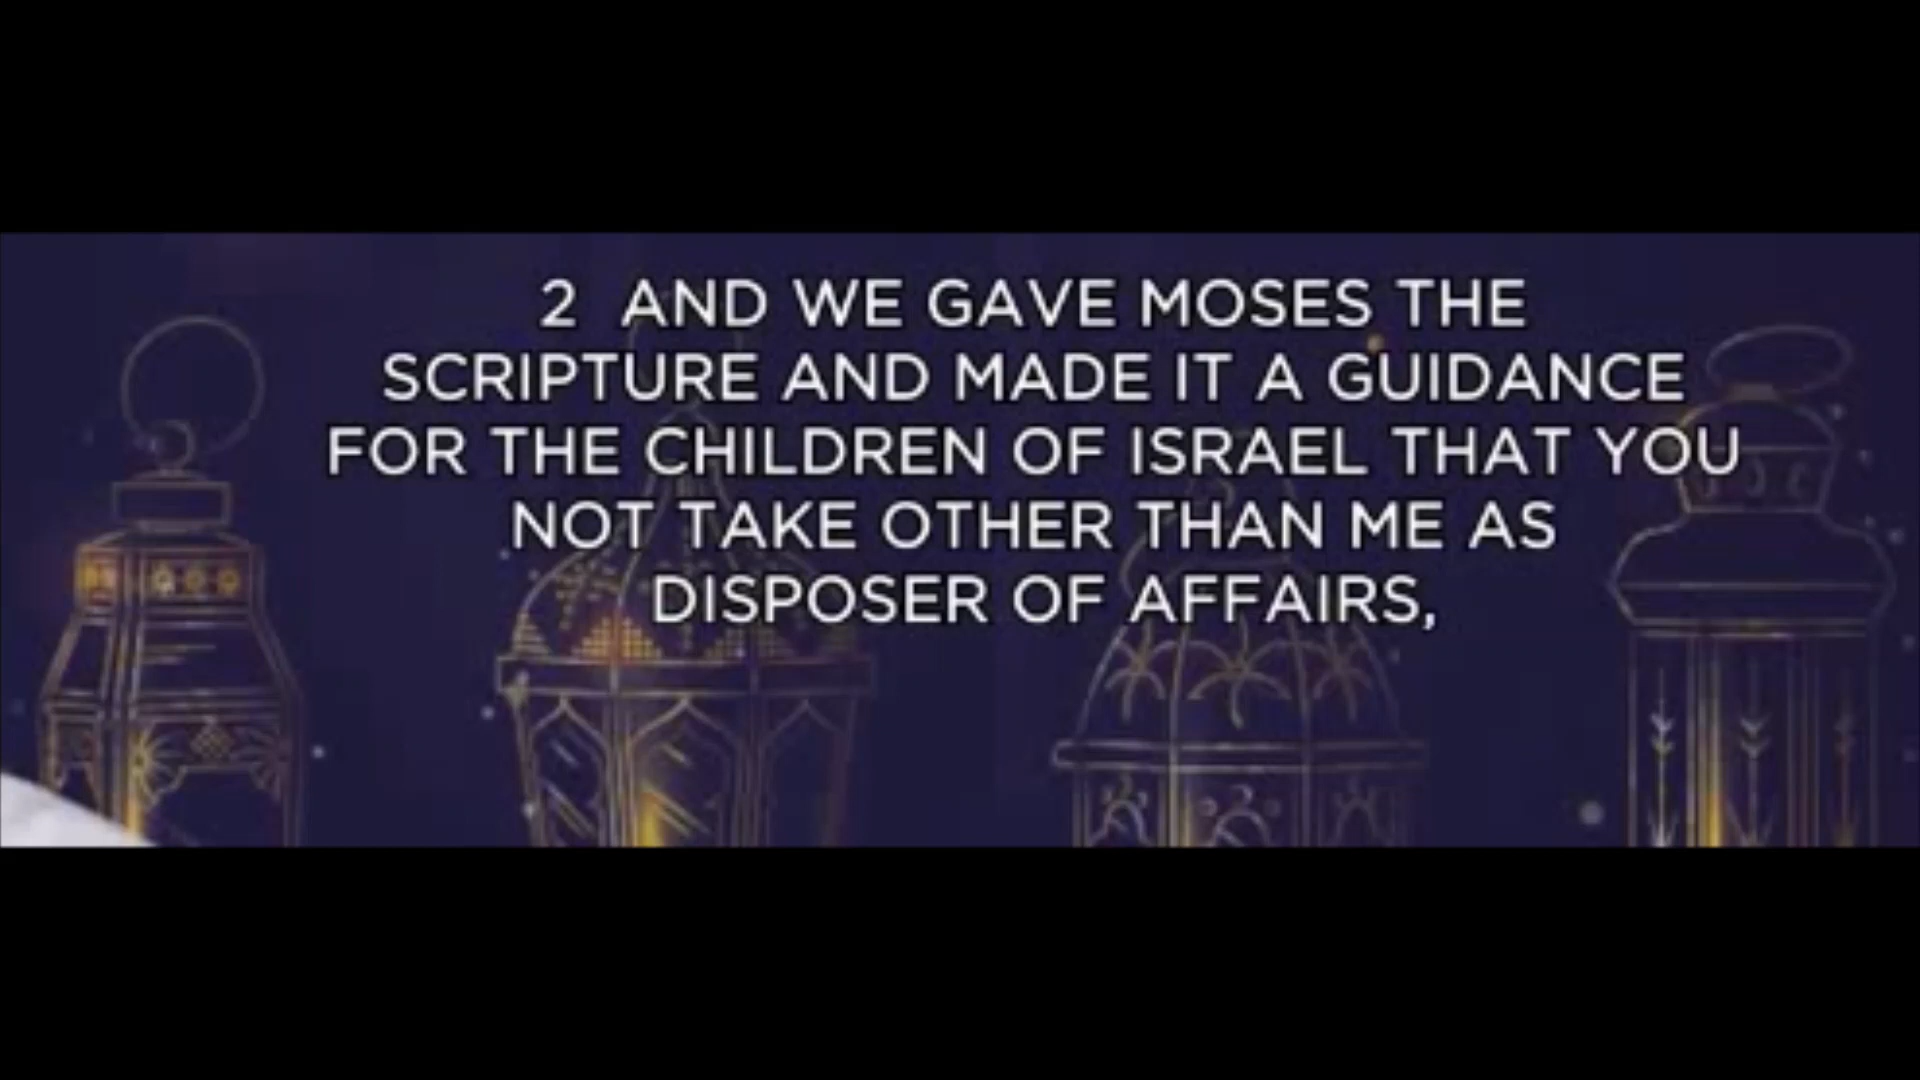 2 AND WE GAVE MOSES THE
SCRIPTURE AND MADE IT A GUIDANCE
FOR THE CHILDREN OF ISRAEL THAT YOU
NOT TAKE OTHER THAN ME AS
DISPOSER OF AFFAIRS,